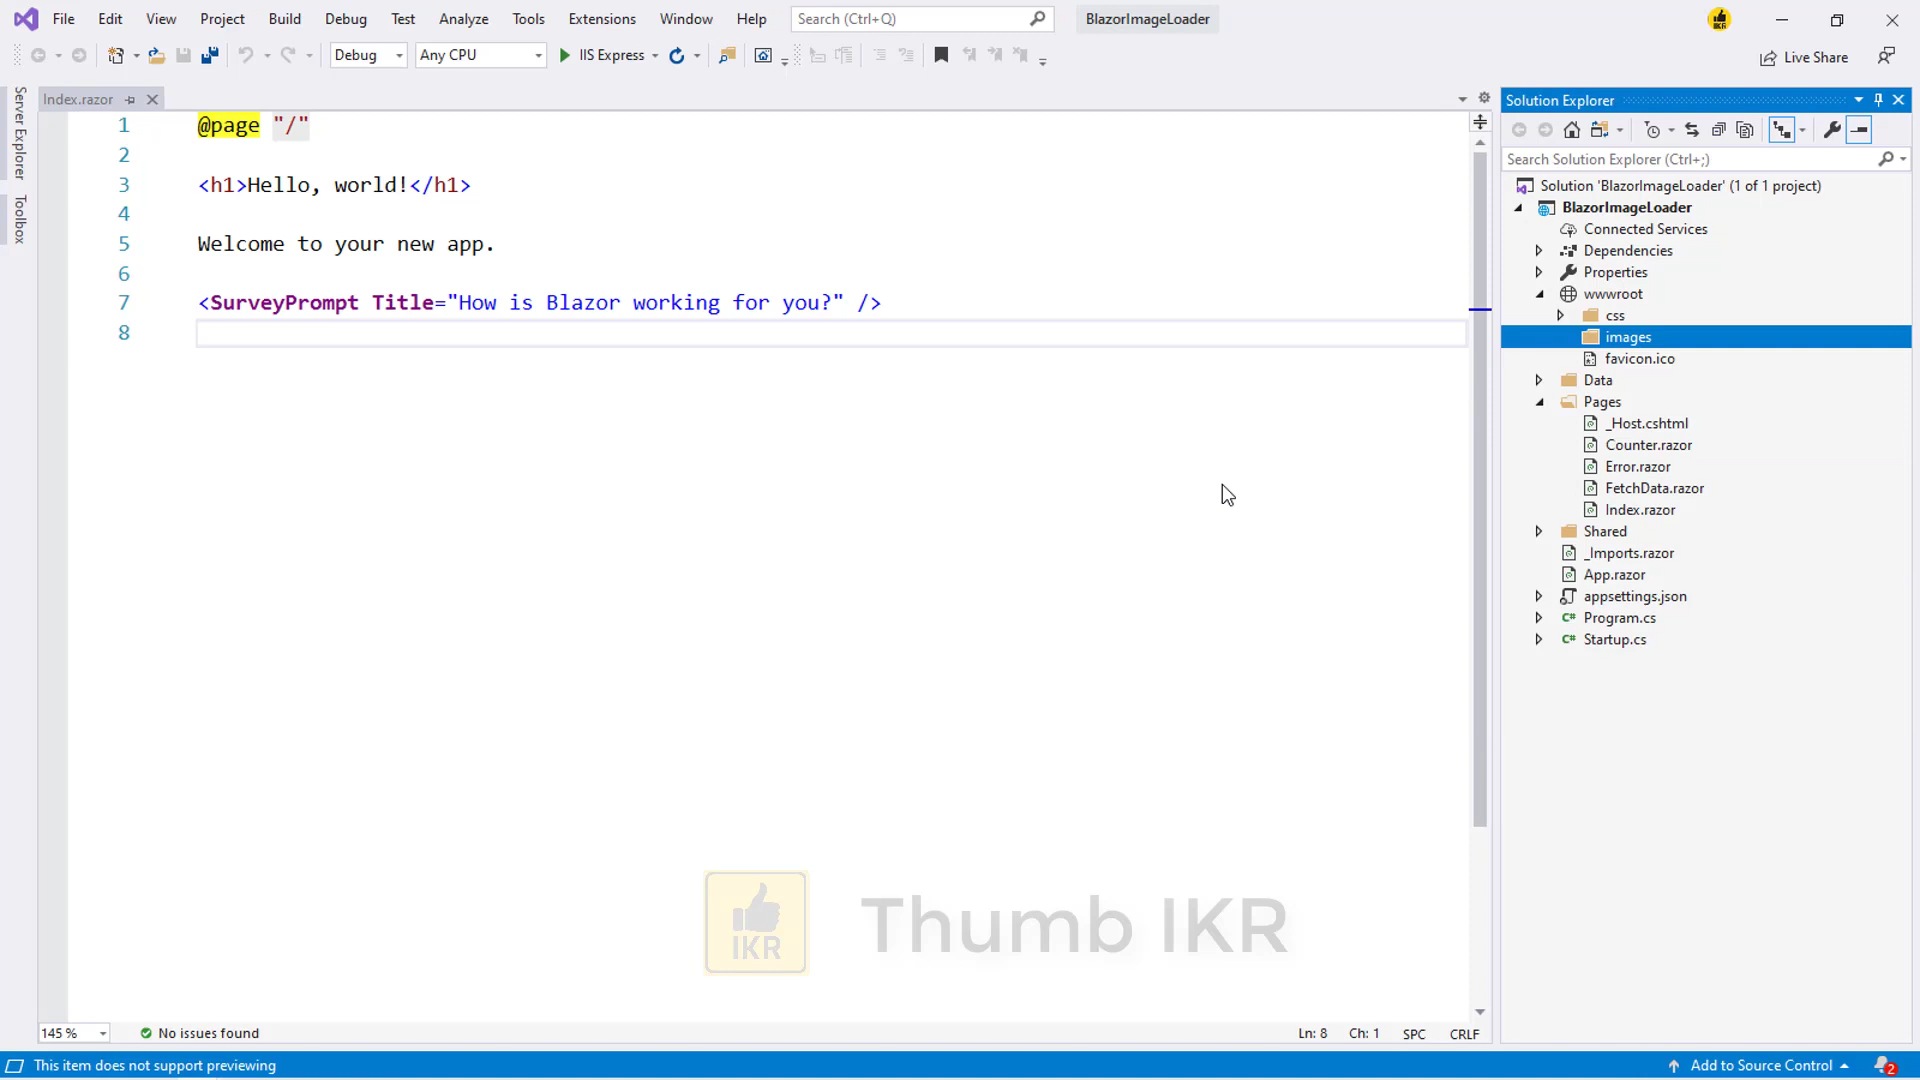 File Edit View Project Build Debug Test Analyze Tools Extensions Window Help Search (Ctrl+Q) BlazorImageLoader
Debug Any CPU IIS Express Live Share
Server Explorer
Toolbox
Index.razor
1 @page "/"
2
3 <h1>Hello, world!</h1>
4
5 Welcome to your new app.
6
7 <SurveyPrompt Title="How is Blazor working for you?" />
8
Thumb IKR
IKR
145 % No issues found Ln: 8 Ch: 1 SPC CRLF
Solution Explorer
Search Solution Explorer (Ctrl+;)
Solution 'BlazorImageLoader' (1 of 1 project)
BlazorImageLoader
Connected Services
Dependencies
Properties
wwwroot
css
images
favicon.ico
Data
Pages
_Host.cshtml
Counter.razor
Error.razor
FetchData.razor
Index.razor
Shared
_Imports.razor
App.razor
appsettings.json
C# Program.cs
C# Startup.cs
This item does not support previewing Add to Source Control 2